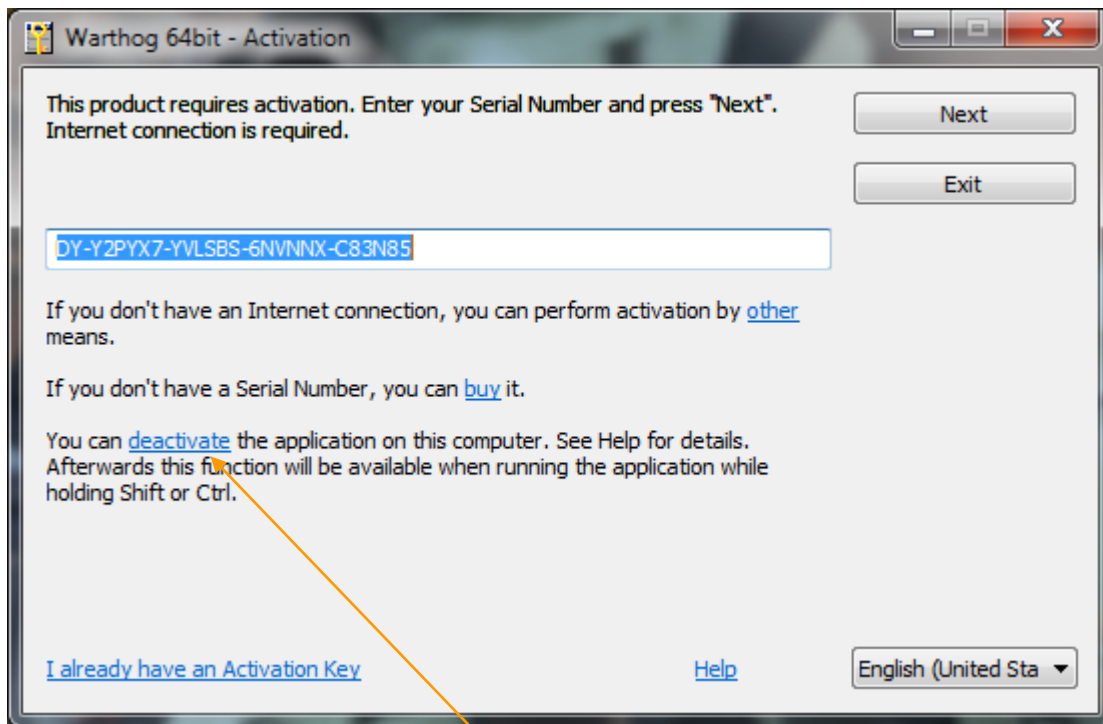 Warthog 64bit - Activation
This product requires activation. Enter your Serial Number and press "Next".
Internet connection is required.
Next
Exit
DY-Y2PYX7-YVLSBS-6NVNNX-C83N85
If you don't have an Internet connection, you can perform activation by other
means.
If you don't have a Serial Number, you can buy it.
You can deactivate the application on this computer. See Help for details.
Afterwards this function will be available when running the application while
holding Shift or Ctrl.
I already have an Activation Key
Help
English (United Sta